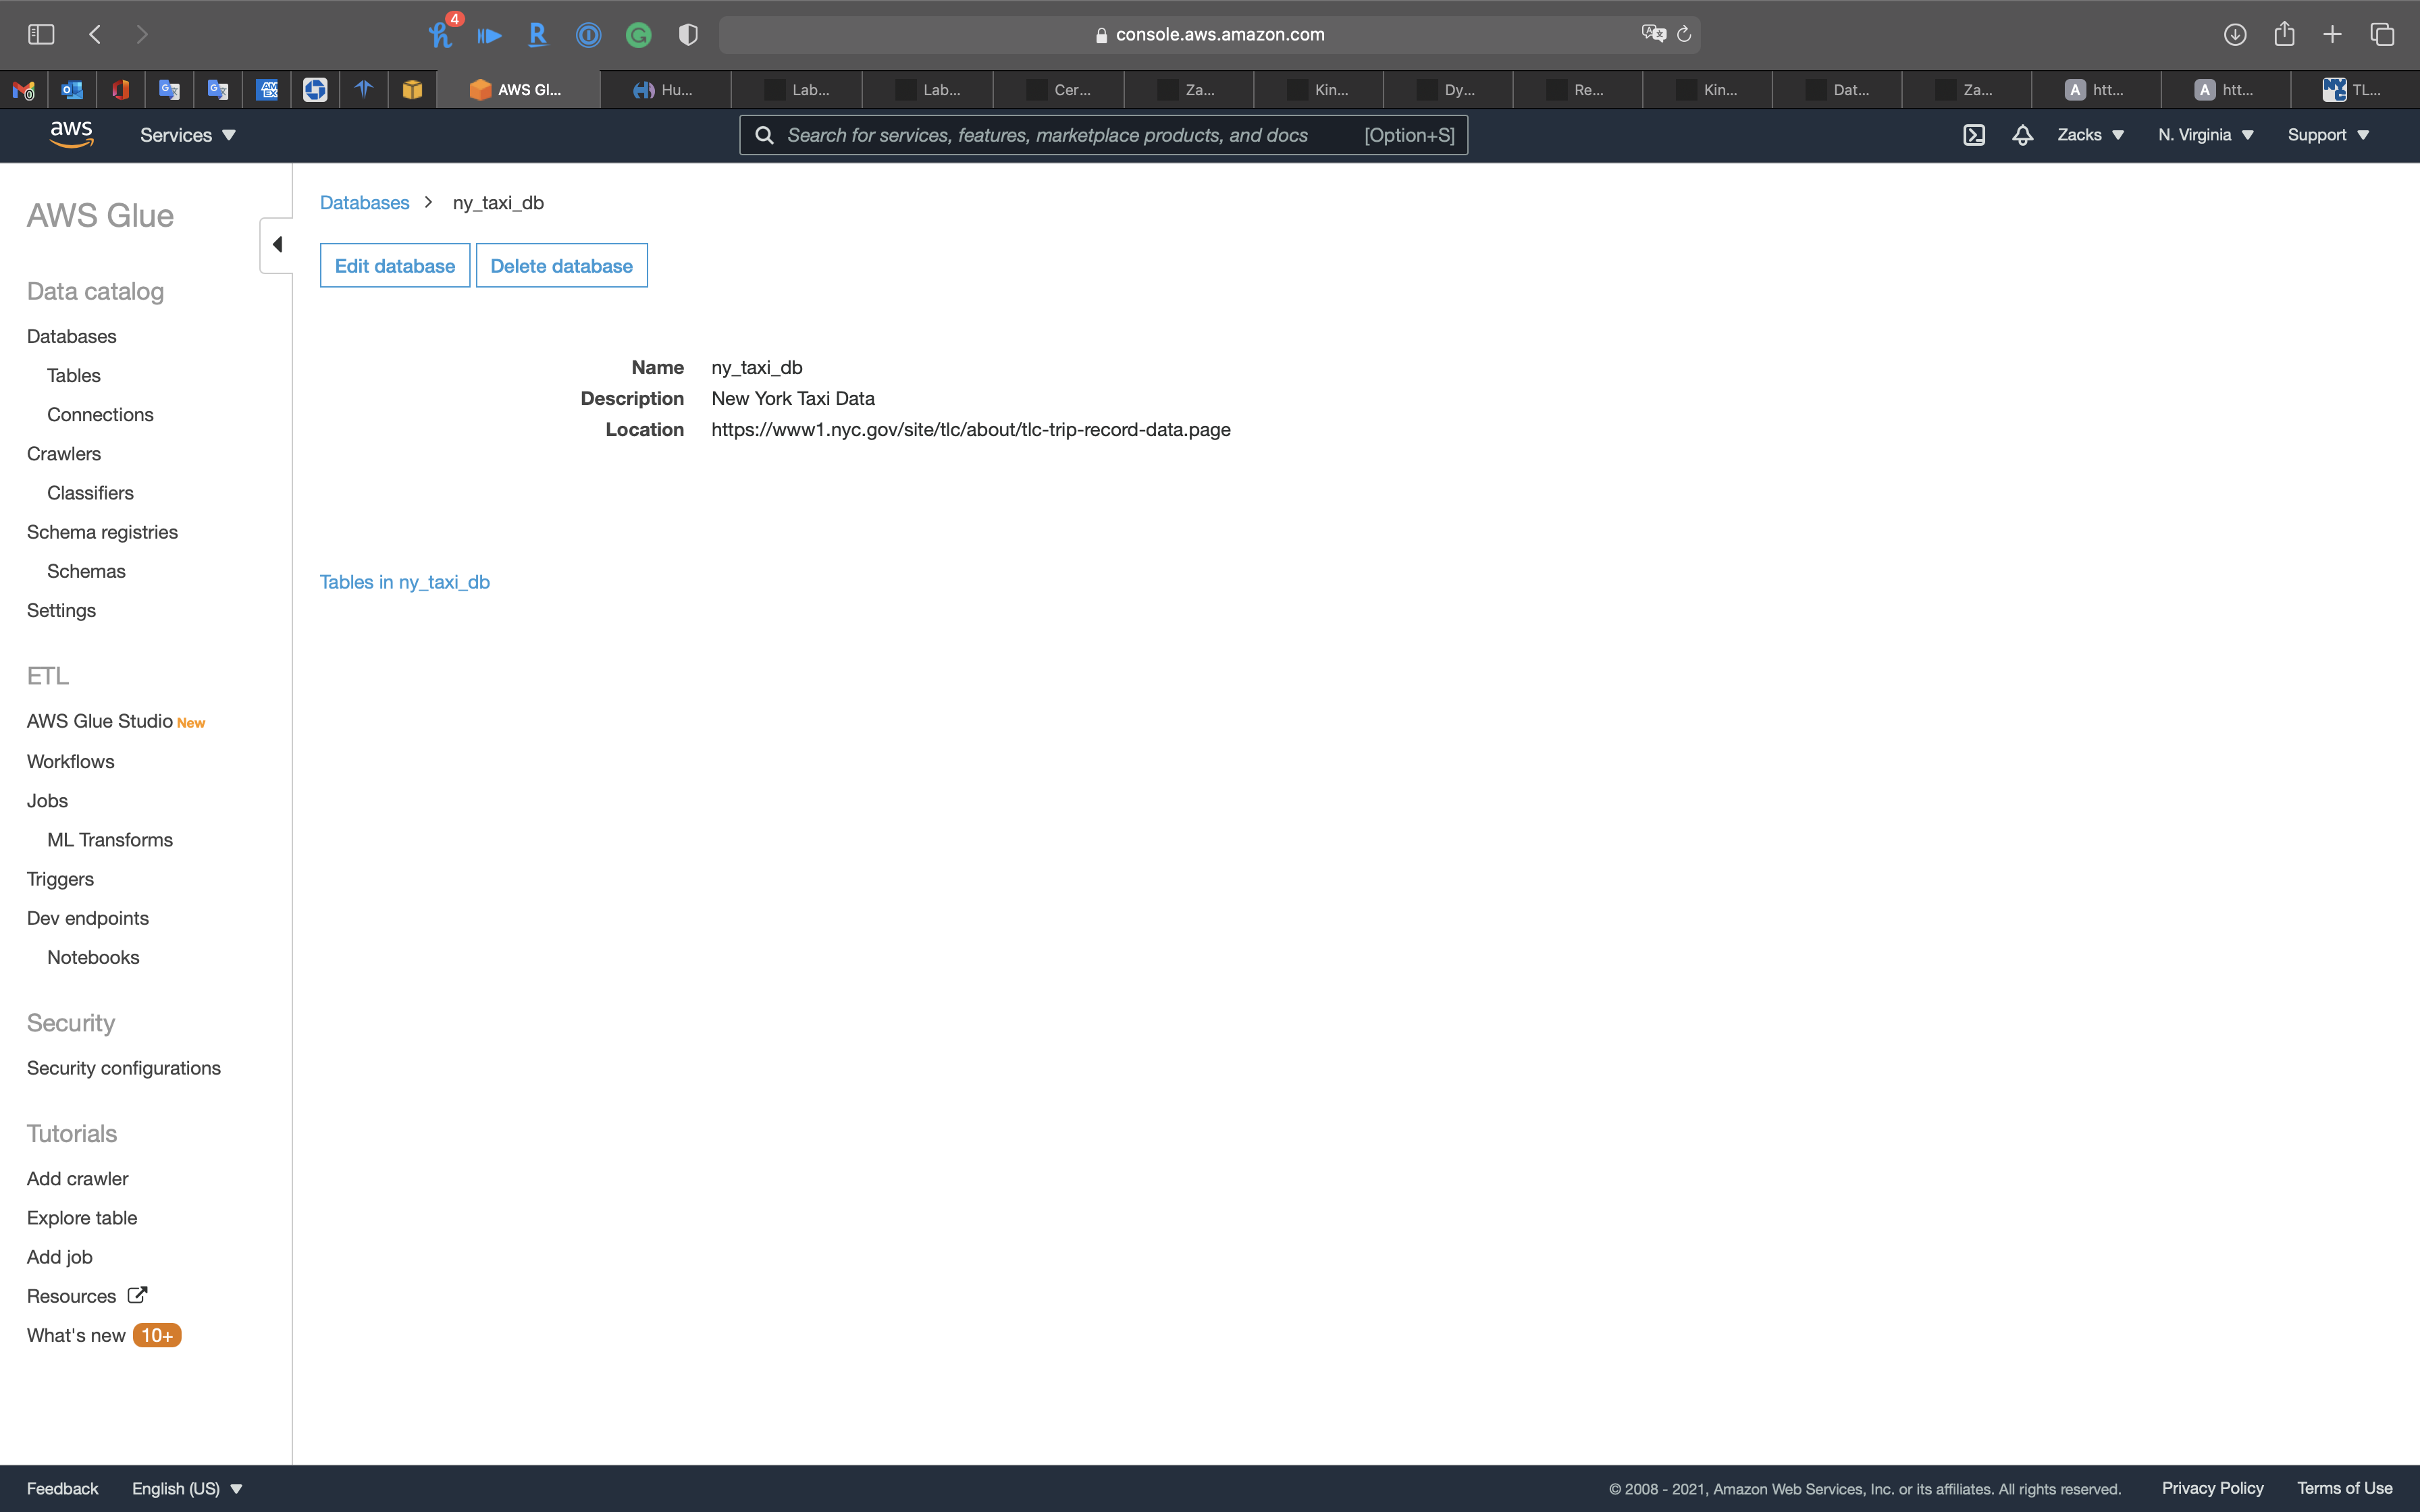 4
console.aws.amazon.com
AWS Gl...
Hu...
Lab...
Lab...
Cer...
Za...
Kin...
Dy...
Re...
Kin...
Dat...
Za...
A htt...
A htt...
TL...
aws
Services
Search for services, features, marketplace products, and docs
[Option+S]
Zacks
N. Virginia
Support
AWS Glue
Data catalog
Databases
Tables
Connections
Crawlers
Classifiers
Schema registries
Schemas
Settings
ETL
AWS Glue Studio New
Workflows
Jobs
ML Transforms
Triggers
Dev endpoints
Notebooks
Security
Security configurations
Tutorials
Add crawler
Explore table
Add job
Resources
What's new 10+
Databases > ny_taxi_db
Edit database
Delete database
Name ny_taxi_db
Description New York Taxi Data
Location https://www1.nyc.gov/site/tlc/about/tlc-trip-record-data.page
Tables in ny_taxi_db
Feedback
English (US)
© 2008 - 2021, Amazon Web Services, Inc. or its affiliates. All rights reserved.
Privacy Policy
Terms of Use